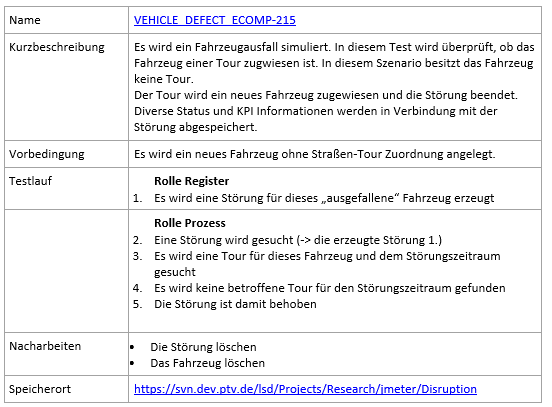 Name VEHICLE_DEFECT_ECOMP-215
Kurzbeschreibung Es wird ein Fahrzeugausfall simuliert. In diesem Test wird überprüft, ob das
Fahrzeug einer Tour zugwiesen ist. In diesem Szenario besitzt das Fahrzeug
keine Tour.
Der Tour wird ein neues Fahrzeug zugewiesen und die Störung beendet.
Diverse Status und KPI Informationen werden in Verbindung mit der
Störung abgespeichert.
Vorbedingung Es wird ein neues Fahrzeug ohne Straßen-Tour Zuordnung angelegt.
Testlauf Rolle Register
1. Es wird eine Störung für dieses „ausgefallene“ Fahrzeug erzeugt
Rolle Prozess
2. Eine Störung wird gesucht (-> die erzeugte Störung 1.)
3. Es wird eine Tour für dieses Fahrzeug und dem Störungszeitraum
gesucht
4. Es wird keine betroffene Tour für den Störungszeitraum gefunden
5. Die Störung ist damit behoben
Nacharbeiten • Die Störung löschen
• Das Fahrzeug löschen
Speicherort https://svn.dev.ptv.de/lsd/Projects/Research/jmeter/Disruption